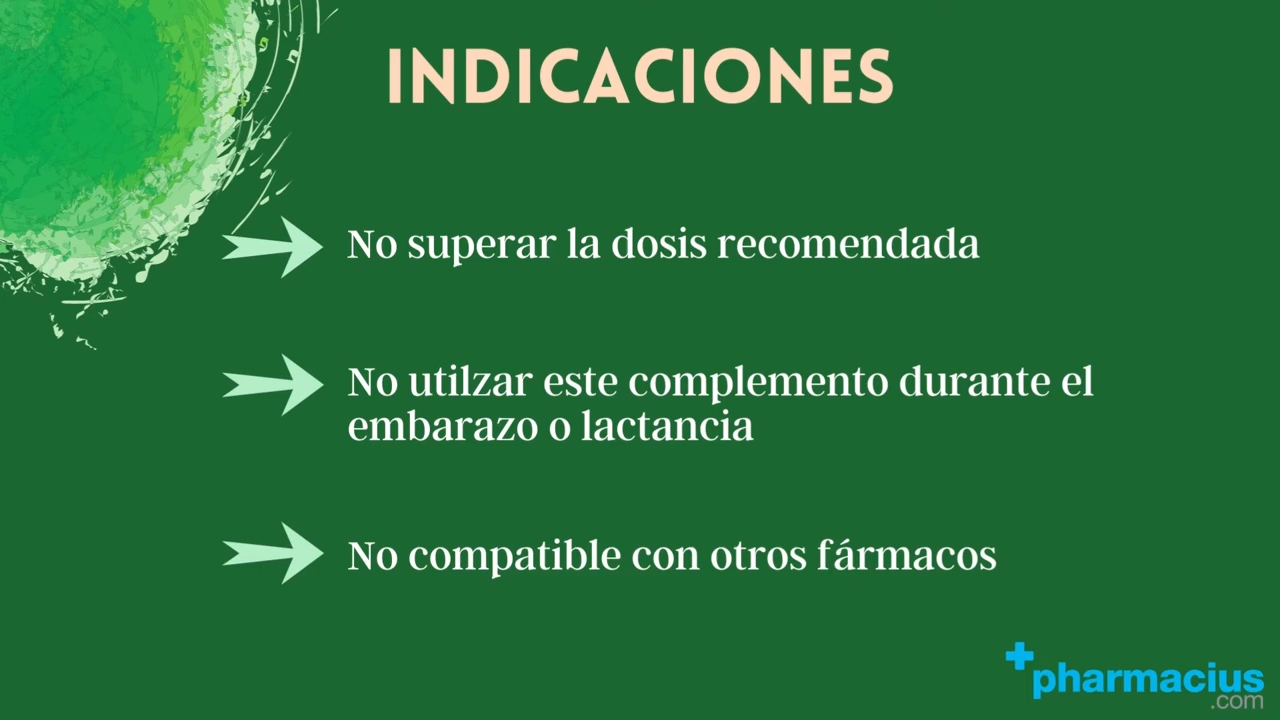 INDICACIONES
No superar la dosis recomendada
No utilzar este complemento durante el
embarazo o lactancia
No compatible con otros fármacos
pharmacius
.com